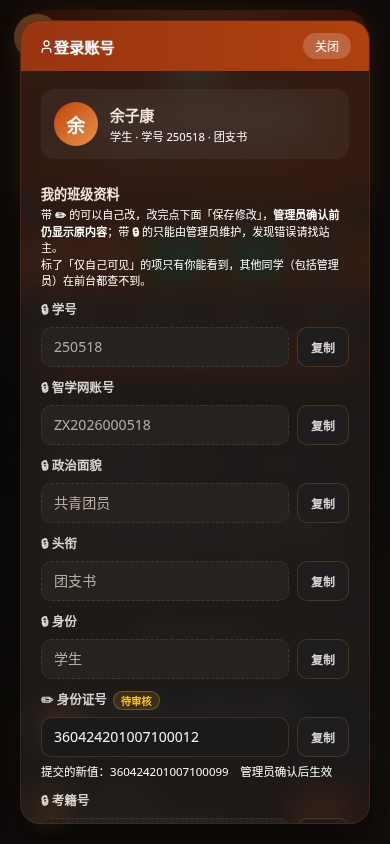 登录账号
关闭
余
余子康
学生 · 学号 250518 · 团支书
我的班级资料
带 ✏ 的可以自己改，改完点下面「保存修改」，管理员确认前
仍显示原内容；带 🔒 的只能由管理员维护，发现错误请找站
主。
标了「仅自己可见」的项只有你能看到，其他同学（包括管理
员）在前台都查不到。
🔒 学号
250518
复制
🔒 智学网账号
ZX2026000518
复制
🔒 政治面貌
共青团员
复制
🔒 头衔
团支书
复制
🔒 身份
学生
复制
✏ 身份证号 待审核
360424201007100012
复制
提交的新值：360424201007100099 管理员确认后生效
🔒 考籍号